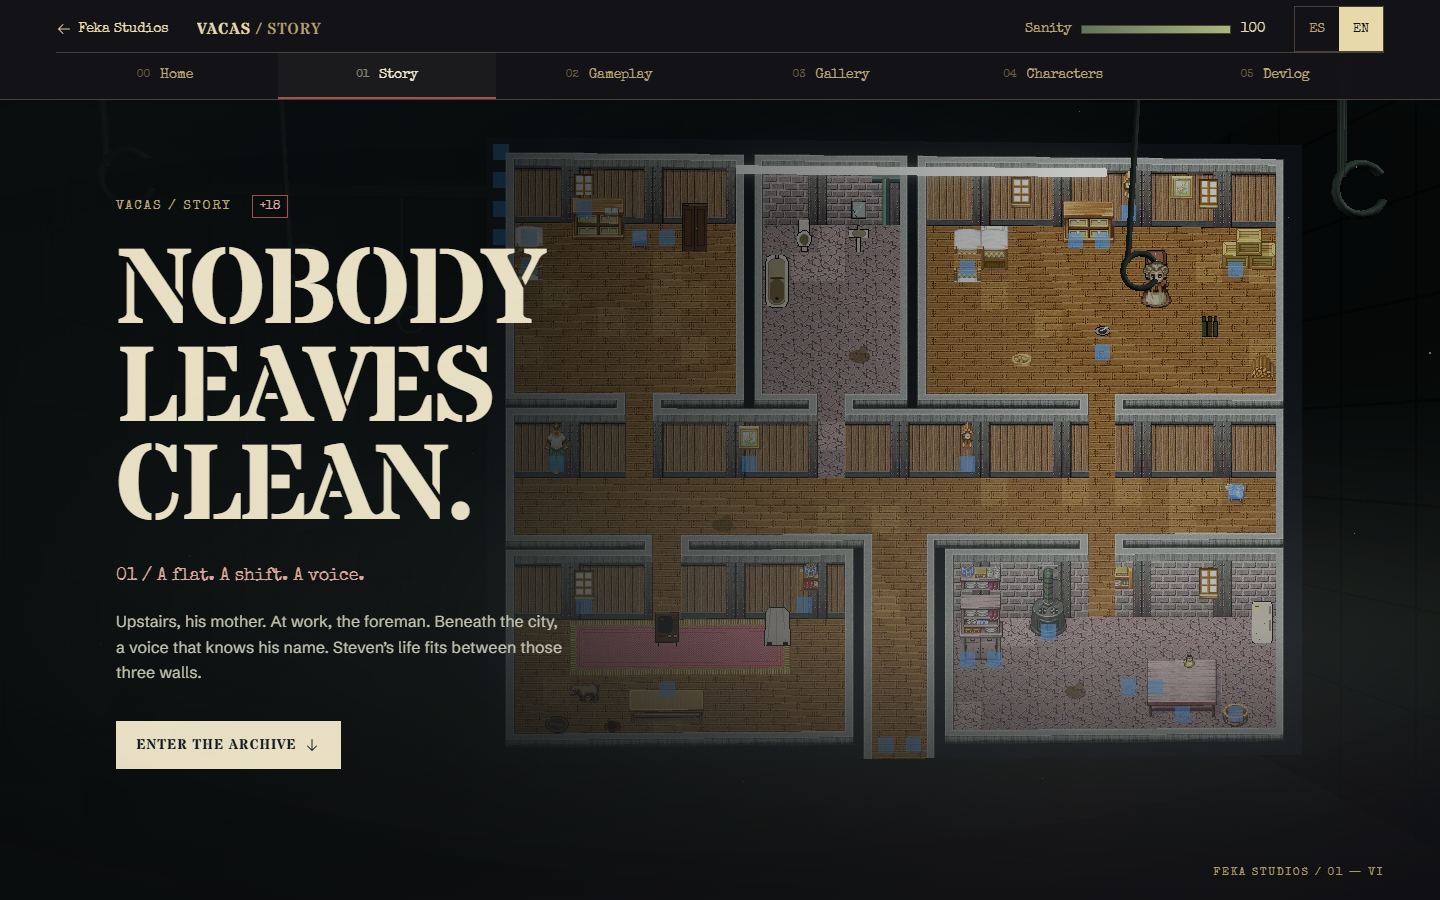 ← Feka Studios
VACAS / STORY
Sanity 100
ES EN
00 Home
01 Story
02 Gameplay
03 Gallery
04 Characters
05 Devlog
VACAS / STORY +18
NOBODY
LEAVES
CLEAN.
01 / A flat. A shift. A voice.
Upstairs, his mother. At work, the foreman. Beneath the city,
a voice that knows his name. Steven’s life fits between those
three walls.
ENTER THE ARCHIVE ↓
FEKA STUDIOS / 01 — VI